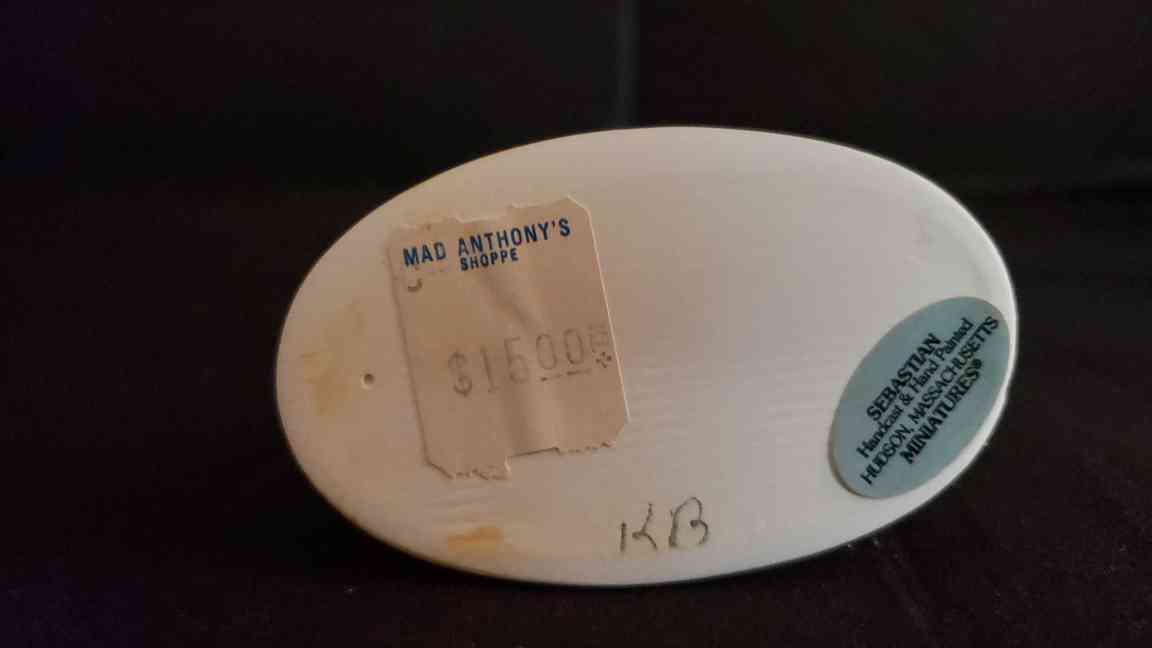 MAD ANTHONY'S
SHOPPE
$1500
SEBASTIAN
Handcast & Hand Painted
HUDSON, MASSACHUSETTS
MINIATURES®
KB